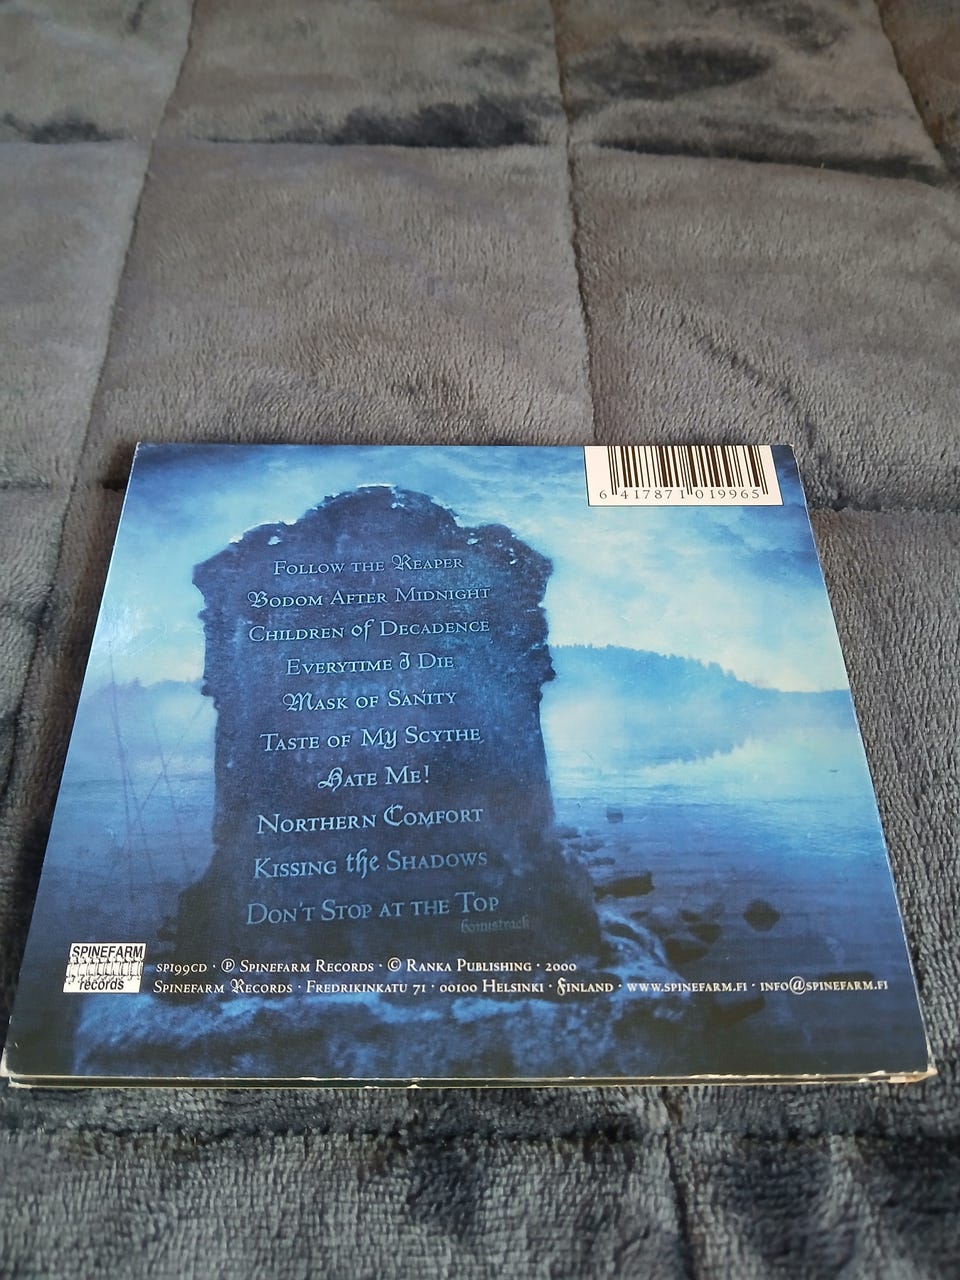 6 417871 019965
Follow the Reaper
Bodom After Midnight
Children of Decadence
Everytime I Die
Mask of Sanity
Taste of My Scythe
Hate Me!
Northern Comfort
Kissing the Shadows
Don't Stop at the Top
bonustrack
SPINEFARM
records
SPI99CD · ℗ Spinefarm Records · © Ranka Publishing · 2000
Spinefarm Records · Fredrikinkatu 71 · 00100 Helsinki · Finland · www.spinefarm.fi · info@spinefarm.fi